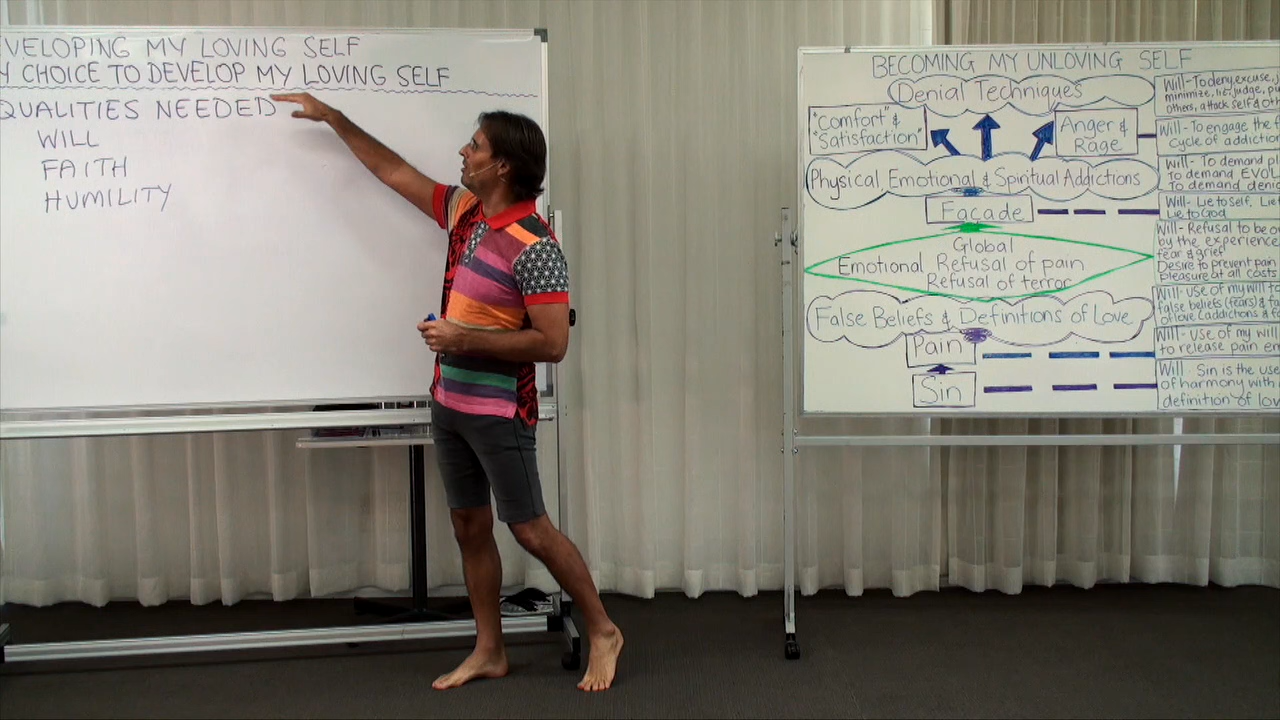 VELOPING MY LOVING SELF
Y CHOICE TO DEVELOP MY LOVING SELF
QUALITIES NEEDED
WILL
FAITH
HUMILITY
BECOMING MY UNLOVING SELF
Denial Techniques
"Comfort" &
"Satisfaction"
Anger &
Rage
Physical, Emotional & Spiritual Addictions
Façade
Global
Emotional Refusal of pain
Refusal of terror
False Beliefs & Definitions of Love
Pain
Sin
Will - To deny, excuse,
minimize, lie, judge,
others, attack self &
Will - To engage the
Cycle of addiction
Will - To demand
To demand EVOL
To demand
Will - Lie to self, Lie
Lie to God
Will - Refusal to be
by the experience
fear & grief
Desire to prevent pain
pleasure at all costs
Will - use of my will to
false beliefs (fears) &
of love (addictions &
Will - use of my will
to release pain
Will - Sin is the use
of harmony with
definition of